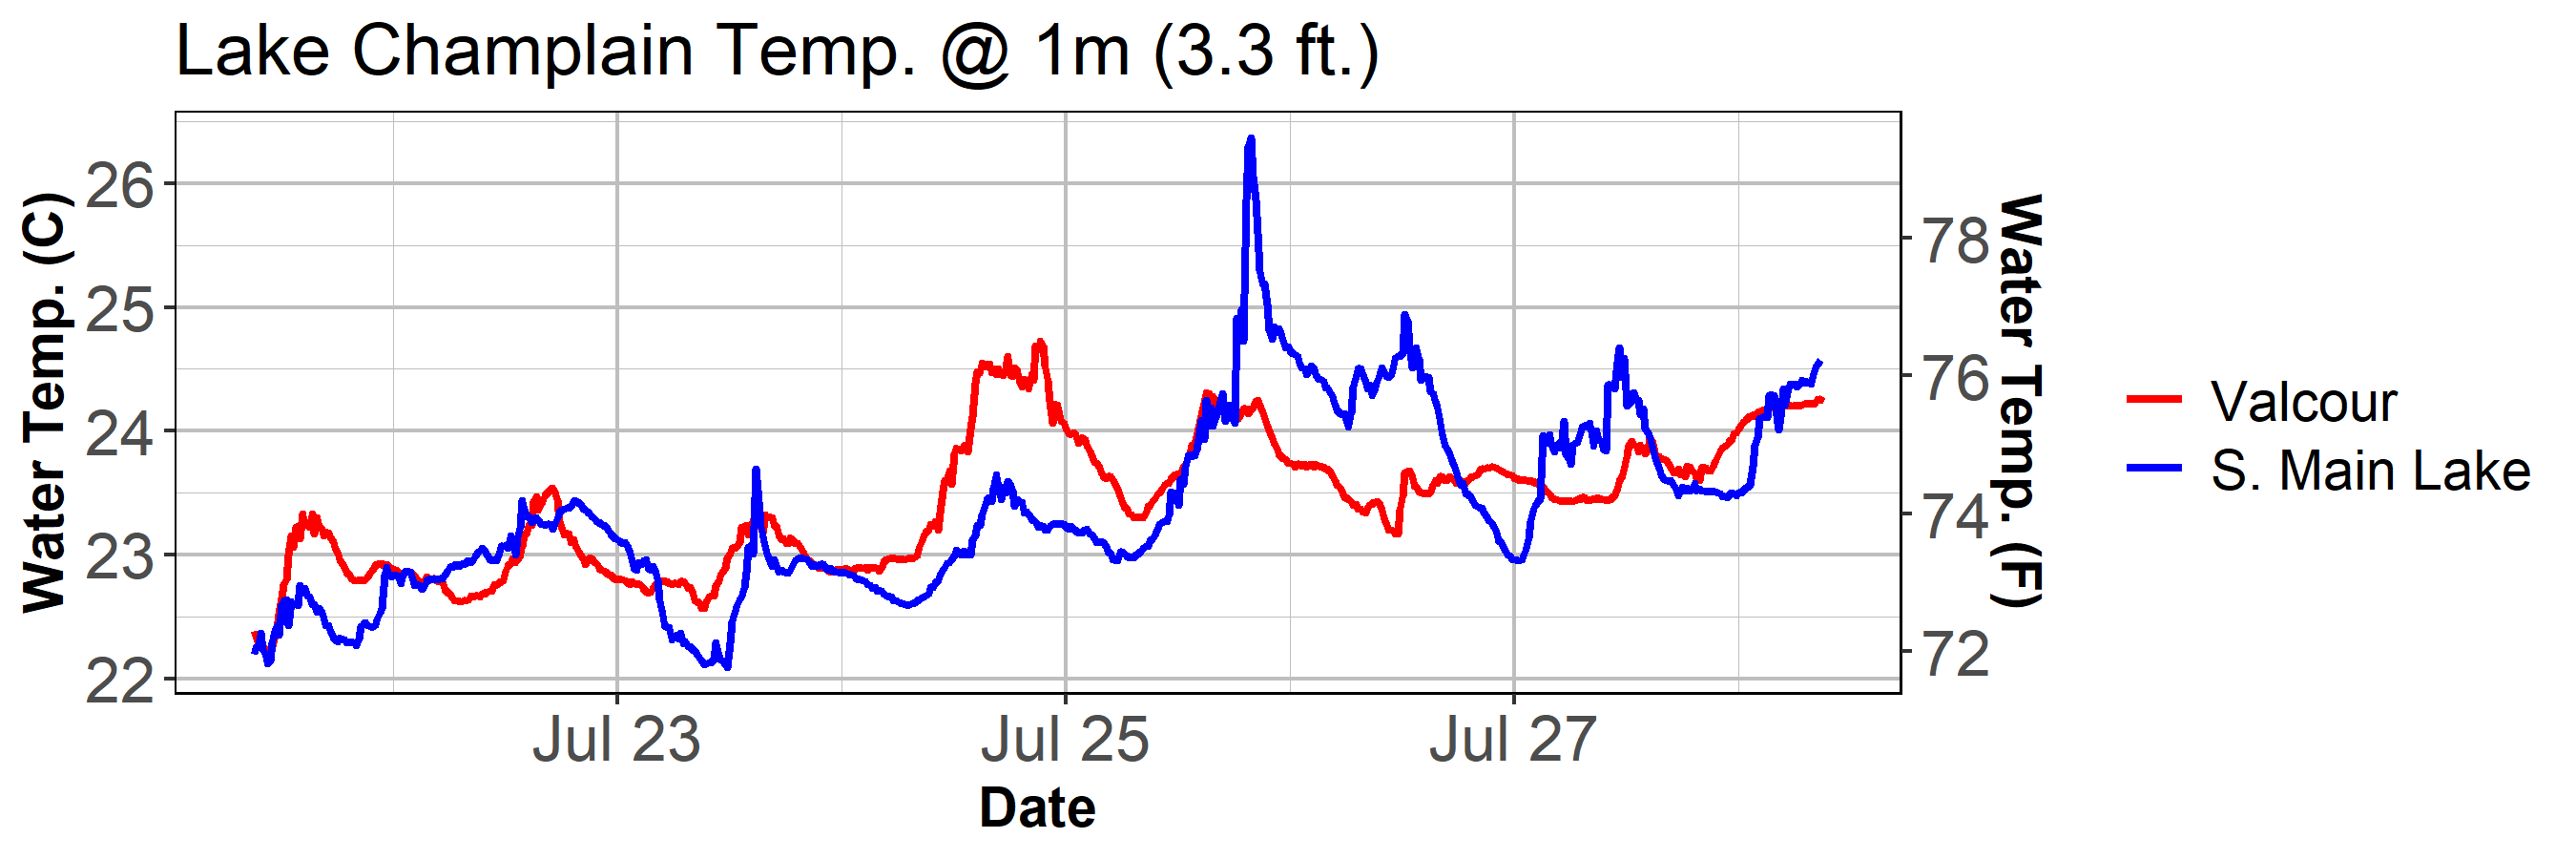 Lake Champlain Temp. @ 1m (3.3 ft.)
Water Temp. (C)
26
25
24
23
22
78
76
74
72
Water Temp. (F)
Jul 23
Jul 25
Jul 27
Date
Valcour
S. Main Lake